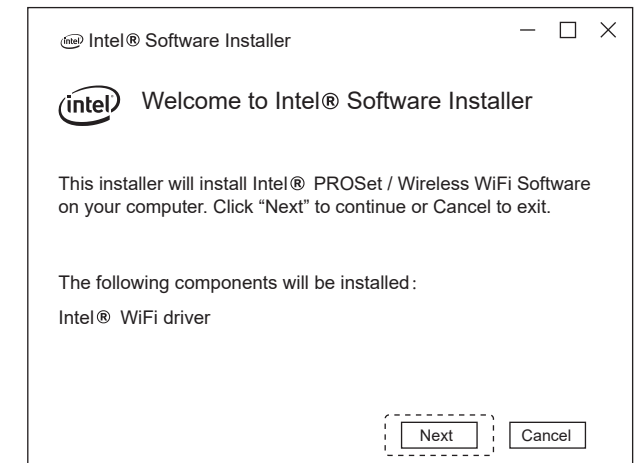 intel Intel® Software Installer
intel Welcome to Intel® Software Installer
This installer will install Intel® PROSet / Wireless WiFi Software
on your computer. Click “Next” to continue or Cancel to exit.
The following components will be installed:
Intel® WiFi driver
Next Cancel